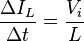 ΔI_L / Δt = V_i / L